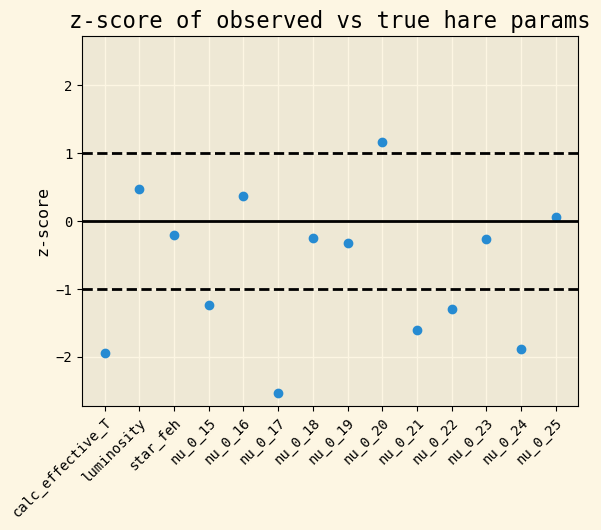 z-score of observed vs true hare params
z-score
2
1
0
−1
−2
calc_effective_T
luminosity
star_feh
nu_0_15
nu_0_16
nu_0_17
nu_0_18
nu_0_19
nu_0_20
nu_0_21
nu_0_22
nu_0_23
nu_0_24
nu_0_25